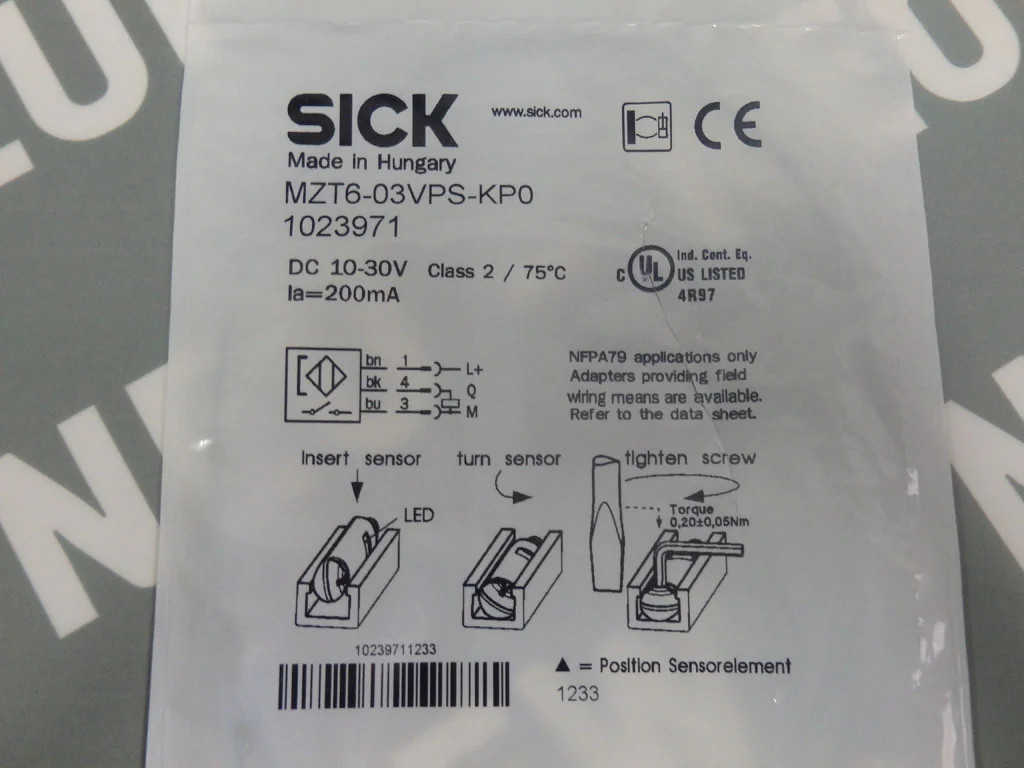 SICK
www.sick.com
CE
Made in Hungary
MZT6-03VPS-KP0
1023971
DC 10-30V Class 2 / 75°C
Ia=200mA
C UL US LISTED
Ind. Cont. Eq.
4R97
bn 1 L+
bk 4 Q
bu 3 M
NFPA79 applications only
Adapters providing field
wiring means are available.
Refer to the data sheet.
insert sensor
turn sensor
tighten screw
LED
Torque
0,20±0,05Nm
10239711233
▲ = Position Sensorelement
1233